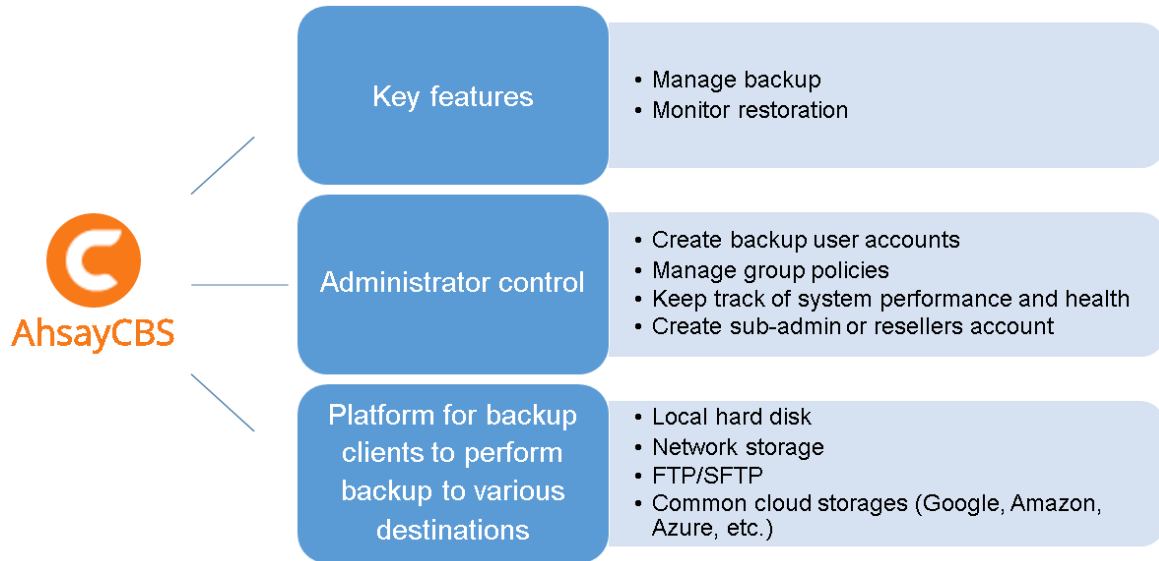 AhsayCBS
Key features
• Manage backup
• Monitor restoration
Administrator control
• Create backup user accounts
• Manage group policies
• Keep track of system performance and health
• Create sub-admin or resellers account
Platform for backup
clients to perform
backup to various
destinations
• Local hard disk
• Network storage
• FTP/SFTP
• Common cloud storages (Google, Amazon,
Azure, etc.)